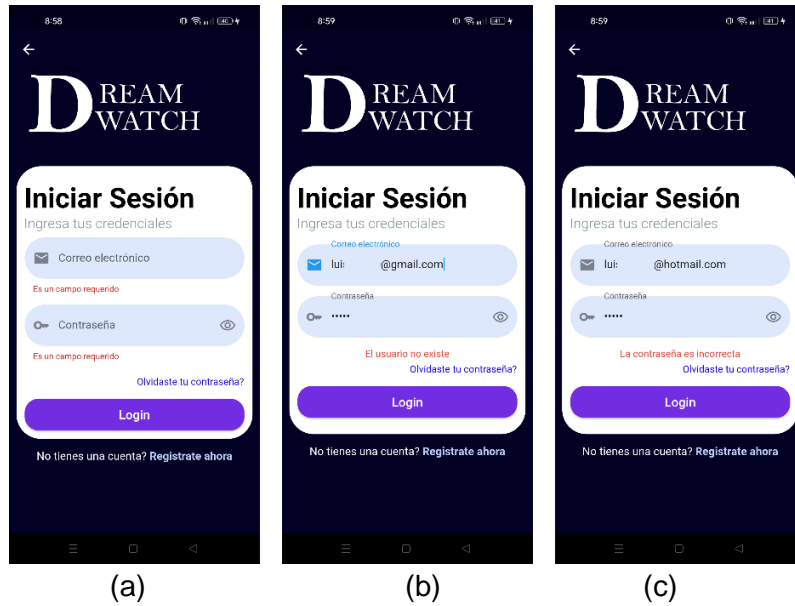 8:58
40
DREAM
WATCH
Iniciar Sesión
Ingresa tus credenciales
Correo electrónico
Es un campo requerido
Contraseña
Es un campo requerido
Olvidaste tu contraseña?
Login
No tienes una cuenta? Registrate ahora
(a)
8:59
41
DREAM
WATCH
Iniciar Sesión
Ingresa tus credenciales
Correo electrónico
lui: @gmail.com
Contraseña
•••••
El usuario no existe
Olvidaste tu contraseña?
Login
No tienes una cuenta? Registrate ahora
(b)
8:59
41
DREAM
WATCH
Iniciar Sesión
Ingresa tus credenciales
Correo electrónico
lui: @hotmail.com
Contraseña
•••••
La contraseña es incorrecta
Olvidaste tu contraseña?
Login
No tienes una cuenta? Registrate ahora
(c)